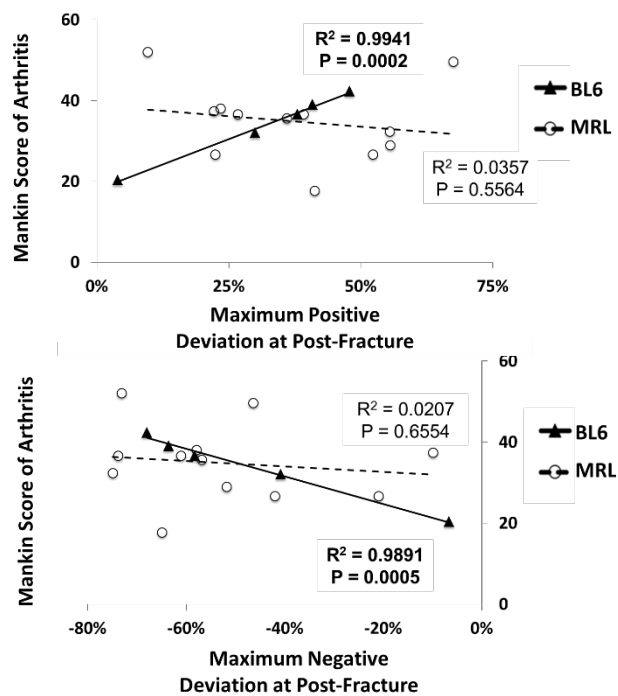 60
40
20
0
Mankin Score of Arthritis
R² = 0.9941
P = 0.0002
BL6
MRL
R² = 0.0357
P = 0.5564
0%
25%
50%
75%
Maximum Positive
Deviation at Post-Fracture
Mankin Score of Arthritis
60
40
20
0
R² = 0.0207
P = 0.6554
BL6
MRL
R² = 0.9891
P = 0.0005
-80%
-60%
-40%
-20%
0%
Maximum Negative
Deviation at Post-Fracture